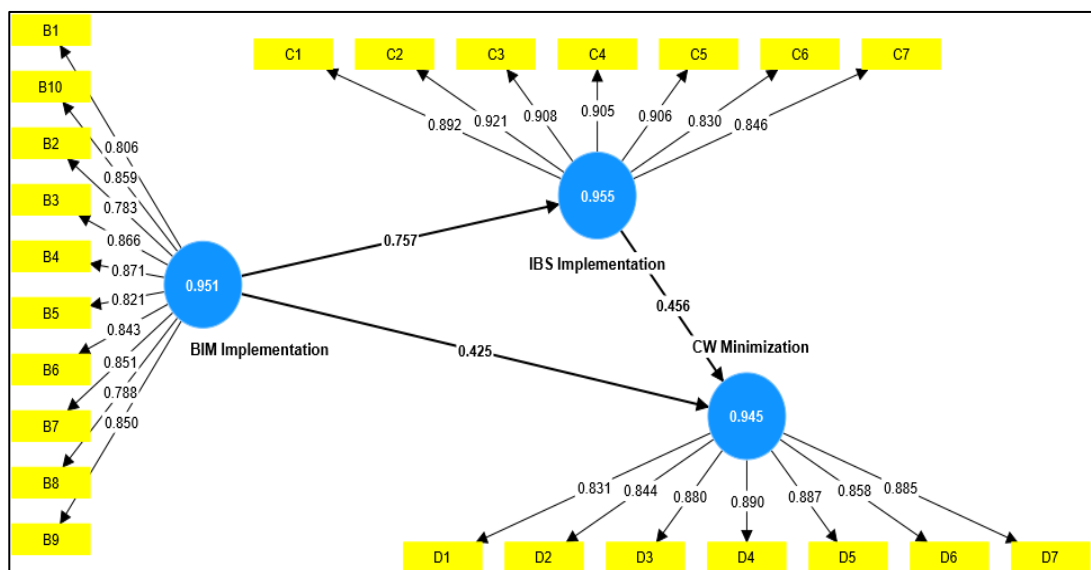 B1
B10
B2
B3
B4
B5
B6
B7
B8
B9
0.806
0.859
0.783
0.866
0.871
0.821
0.843
0.851
0.788
0.850
0.951
BIM Implementation
C1
C2
C3
C4
C5
C6
C7
0.892
0.921
0.908
0.905
0.906
0.830
0.846
0.955
IBS Implementation
0.757
0.456
0.425
CW Minimization
0.945
0.831
0.844
0.880
0.890
0.887
0.858
0.885
D1
D2
D3
D4
D5
D6
D7